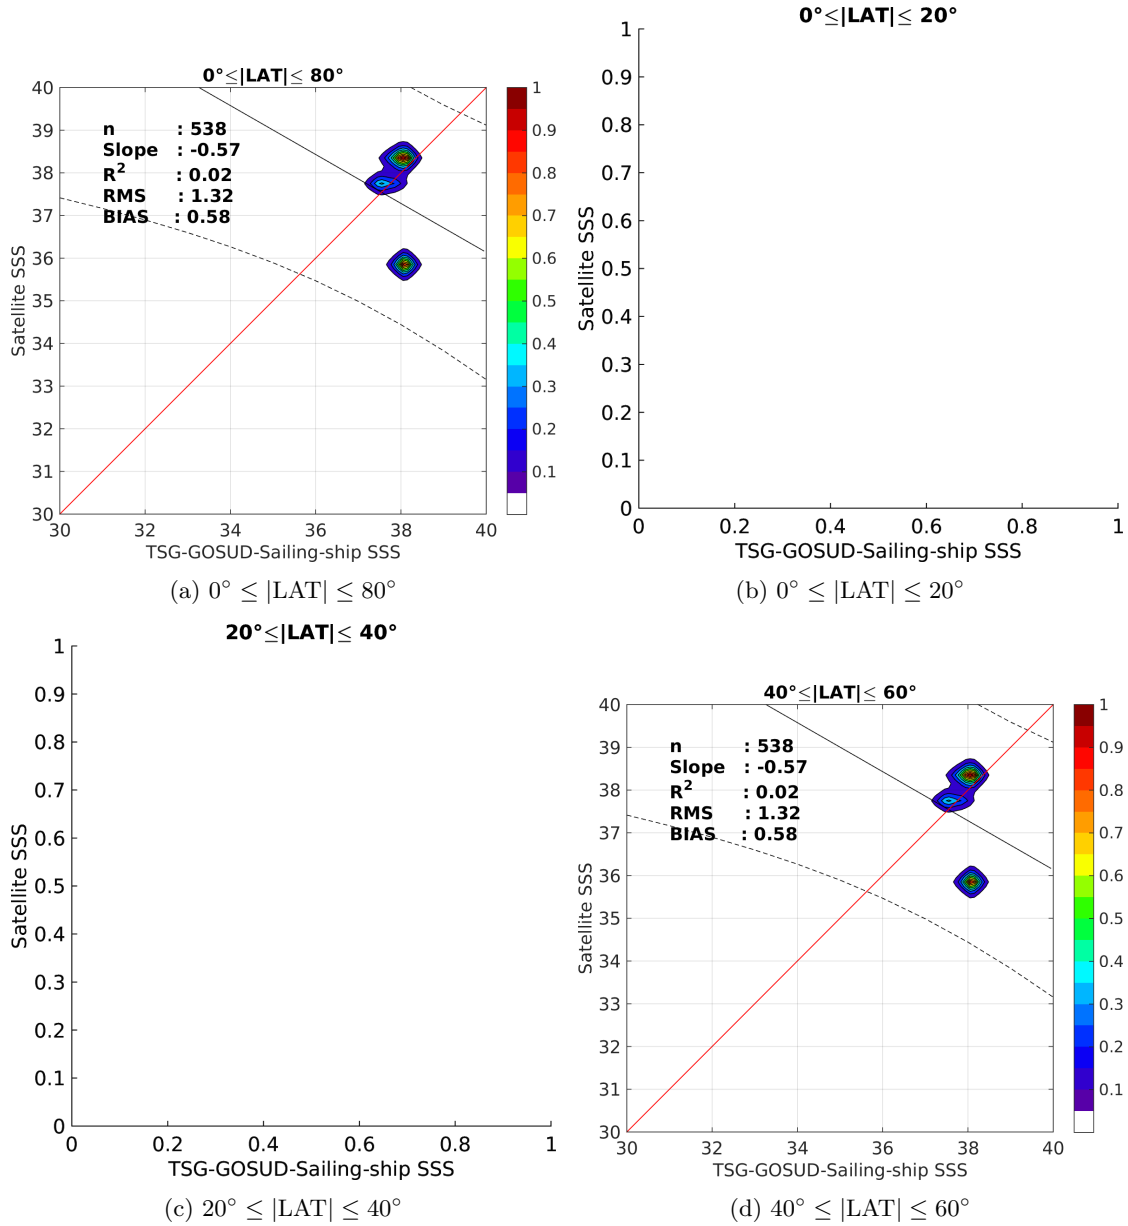 0°≤|LAT|≤ 80°
40
39
38
37
36
35
34
33
32
31
30
n : 538
Slope : -0.57
R2 : 0.02
RMS : 1.32
BIAS : 0.58
Satellite SSS
30 32 34 36 38 40
TSG-GOSUD-Sailing-ship SSS
1
0.9
0.8
0.7
0.6
0.5
0.4
0.3
0.2
0.1
(a) 0° ≤ |LAT| ≤ 80°
0°≤|LAT|≤ 20°
1
0.9
0.8
0.7
0.6
0.5
0.4
0.3
0.2
0.1
0
Satellite SSS
0 0.2 0.4 0.6 0.8 1
TSG-GOSUD-Sailing-ship SSS
(b) 0° ≤ |LAT| ≤ 20°
20°≤|LAT|≤ 40°
1
0.9
0.8
0.7
0.6
0.5
0.4
0.3
0.2
0.1
0
Satellite SSS
0 0.2 0.4 0.6 0.8 1
TSG-GOSUD-Sailing-ship SSS
(c) 20° ≤ |LAT| ≤ 40°
40°≤|LAT|≤ 60°
40
39
38
37
36
35
34
33
32
31
30
n : 538
Slope : -0.57
R2 : 0.02
RMS : 1.32
BIAS : 0.58
Satellite SSS
30 32 34 36 38 40
TSG-GOSUD-Sailing-ship SSS
1
0.9
0.8
0.7
0.6
0.5
0.4
0.3
0.2
0.1
(d) 40° ≤ |LAT| ≤ 60°